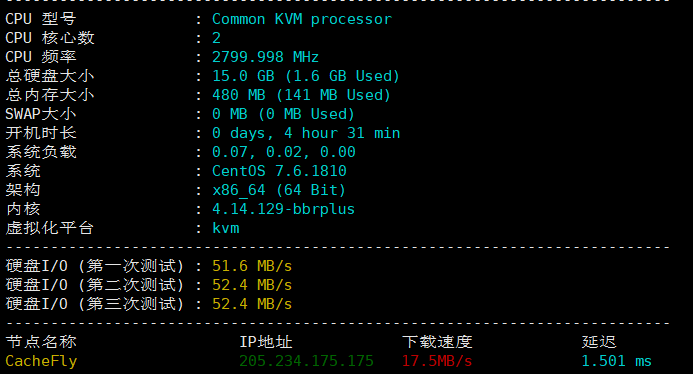 ----------------------------------------------------------------------
CPU 型号 : Common KVM processor
CPU 核心数 : 2
CPU 频率 : 2799.998 MHz
总硬盘大小 : 15.0 GB (1.6 GB Used)
总内存大小 : 480 MB (141 MB Used)
SWAP大小 : 0 MB (0 MB Used)
开机时长 : 0 days, 4 hour 31 min
系统负载 : 0.07, 0.02, 0.00
系统 : CentOS 7.6.1810
架构 : x86_64 (64 Bit)
内核 : 4.14.129-bbrplus
虚拟化平台 : kvm
----------------------------------------------------------------------
硬盘I/O (第一次测试) : 51.6 MB/s
硬盘I/O (第二次测试) : 52.4 MB/s
硬盘I/O (第三次测试) : 52.4 MB/s
----------------------------------------------------------------------
节点名称 IP地址 下载速度 延迟
CacheFly 205.234.175.175 17.5MB/s 1.501 ms